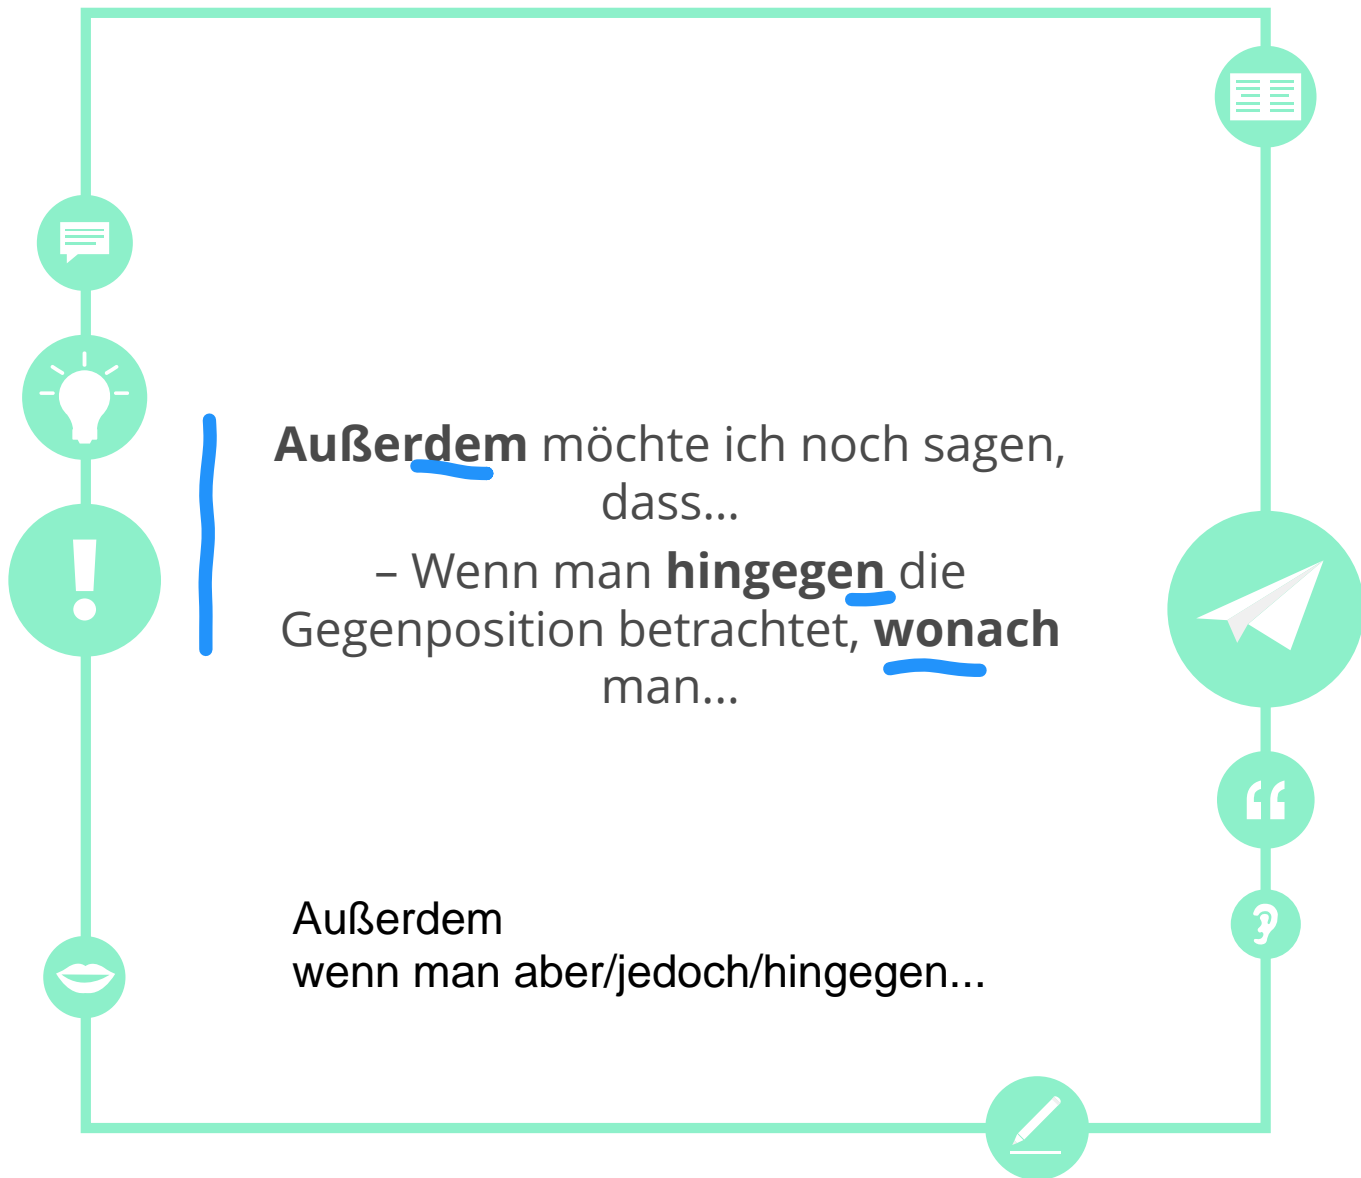 Außerdem möchte ich noch sagen,
dass...
– Wenn man hingegen die
Gegenposition betrachtet, wonach
man...
Außerdem
wenn man aber/jedoch/hingegen...